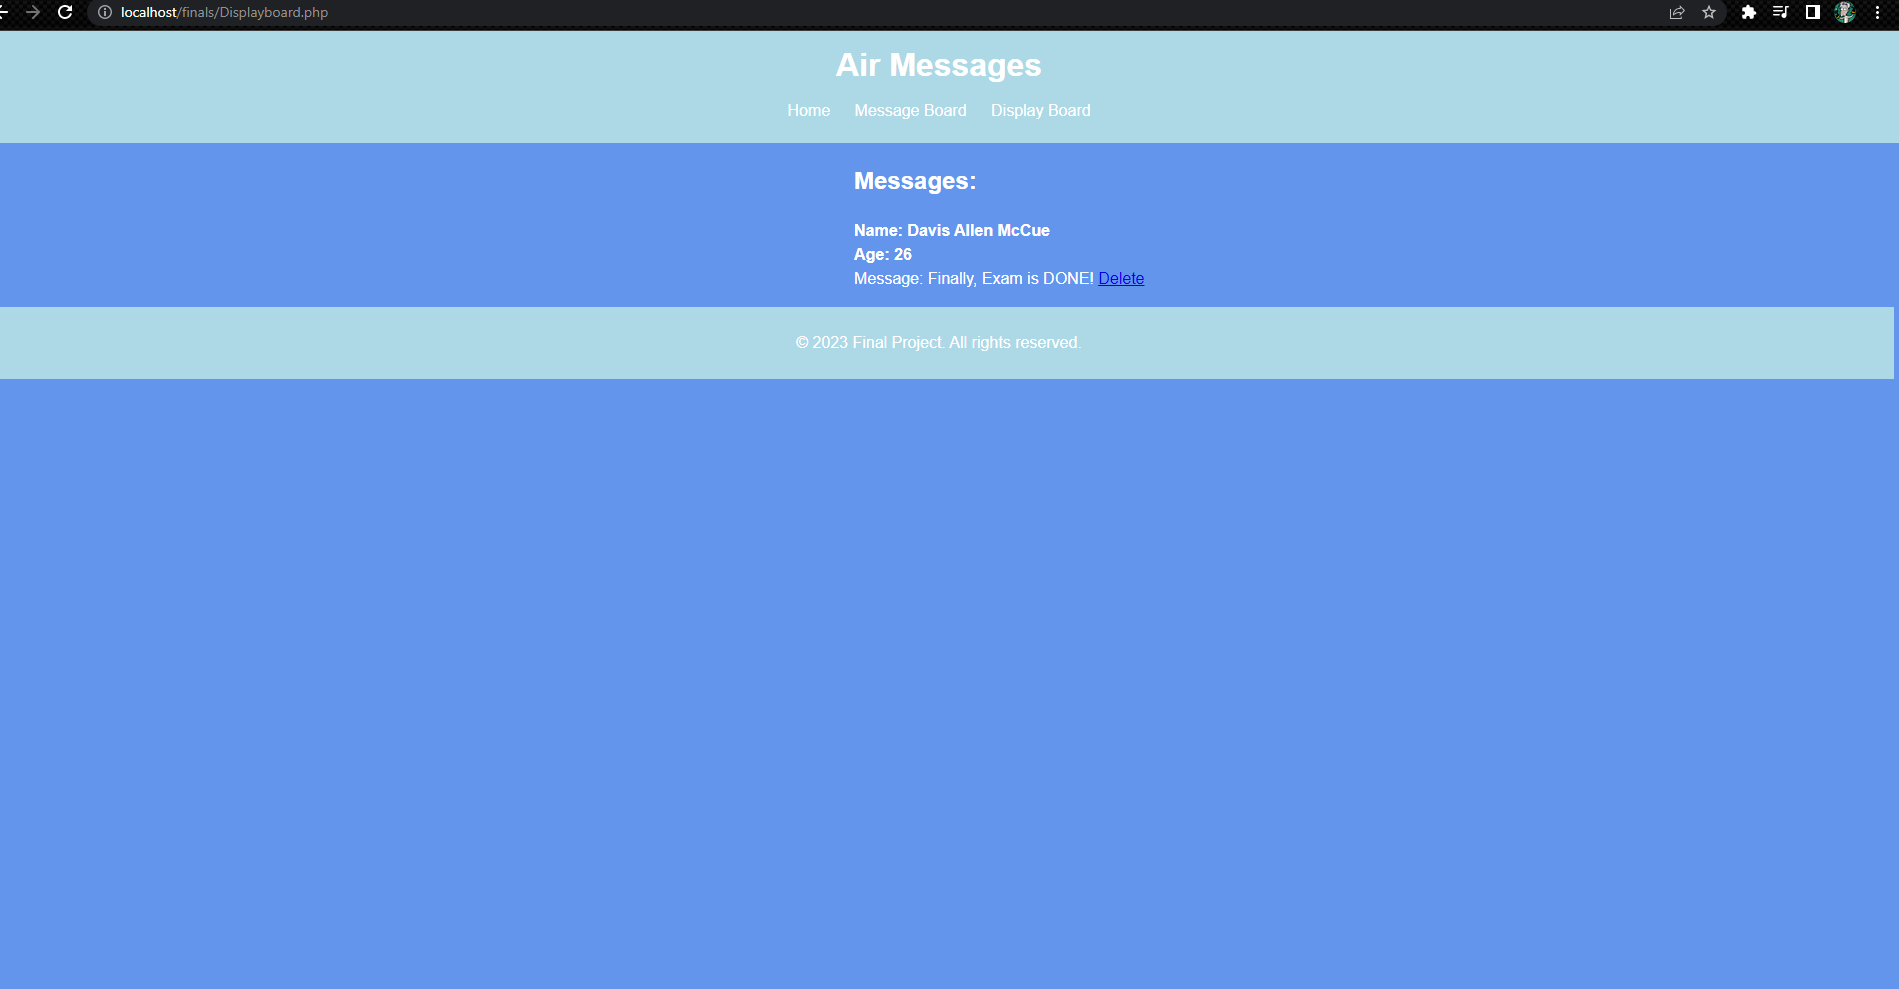 localhost/finals/Displayboard.php
Air Messages
Home Message Board Display Board
Messages:
Name: Davis Allen McCue
Age: 26
Message: Finally, Exam is DONE! Delete
© 2023 Final Project. All rights reserved.